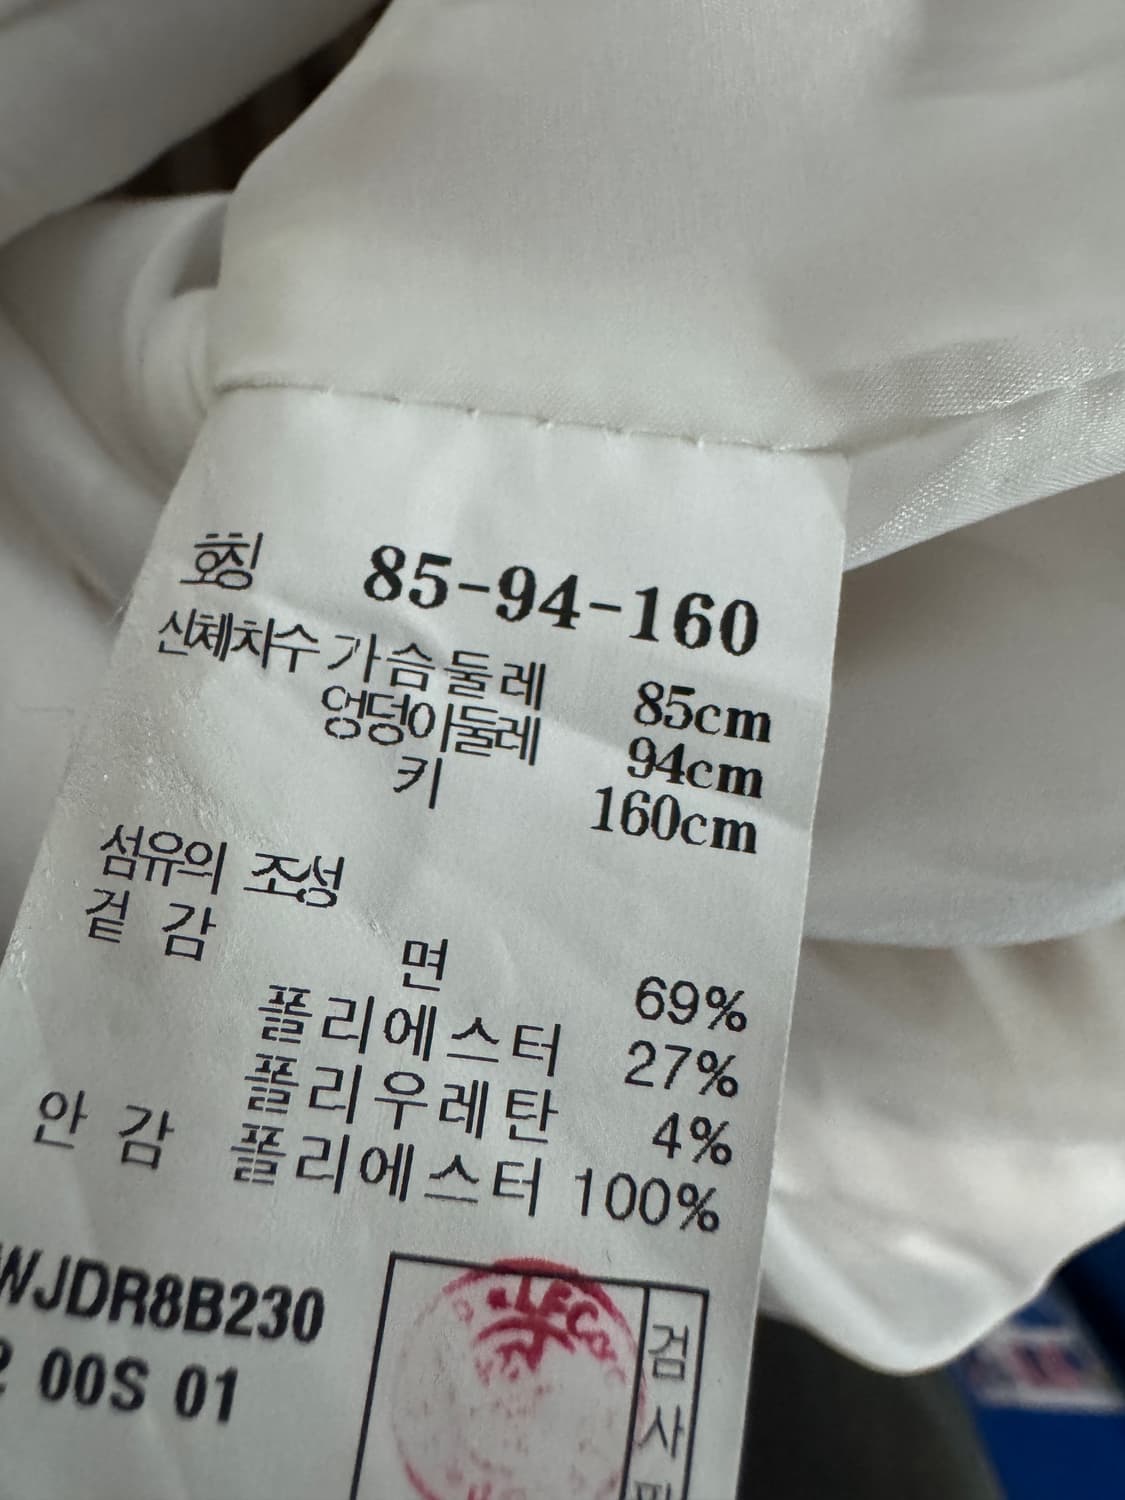 호칭 85-94-160
신체치수 가슴둘레 85cm
엉덩이둘레 94cm
키 160cm
섬유의 조성
겉 감
면 69%
폴리에스터 27%
폴리우레탄 4%
안 감 폴리에스터 100%
WJDR8B230
2 00S 01
검
사